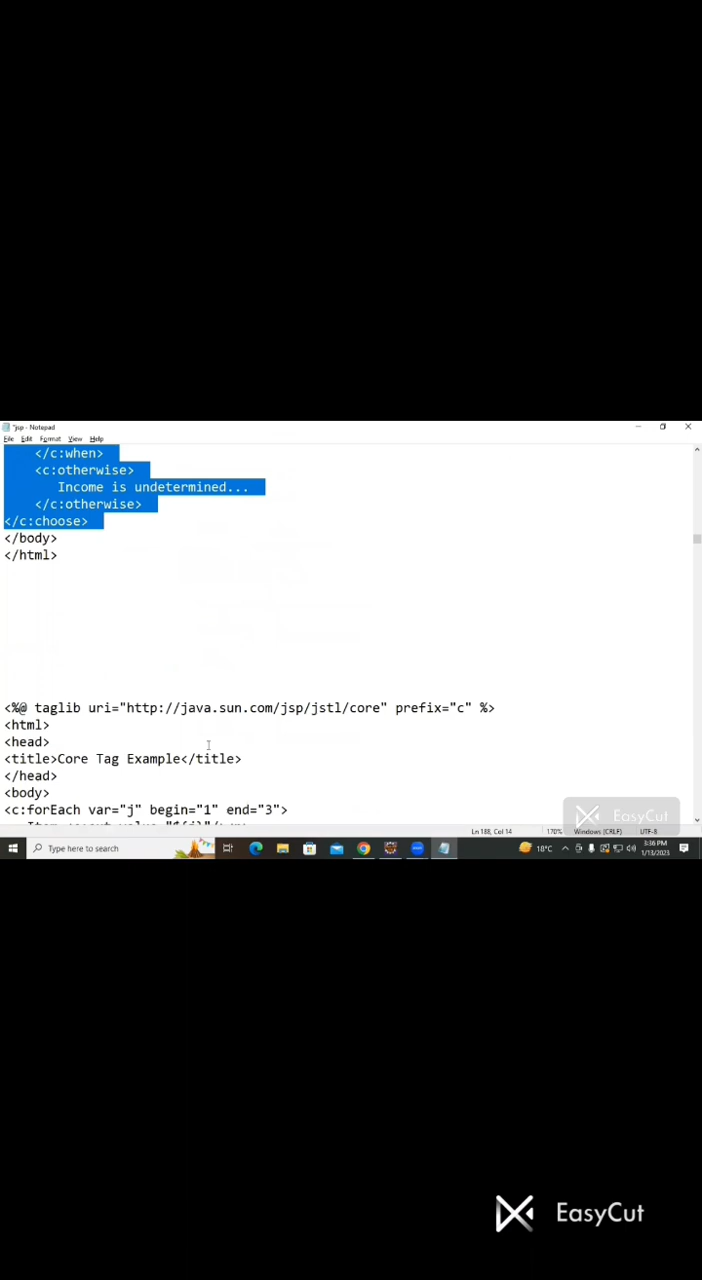 *jsp - Notepad
File Edit Format View Help
</c:when>
<c:otherwise>
Income is undetermined...
</c:otherwise>
</c:choose>
</body>
</html>
<%@ taglib uri="http://java.sun.com/jsp/jstl/core" prefix="c" %>
<html>
<head>
<title>Core Tag Example</title>
</head>
<body>
<c:forEach var="j" begin="1" end="3">
EasyCut
Ln 188, Col 14 170% Windows (CRLF) UTF-8
Type here to search 18°C 3:36 PM
1/13/2023
EasyCut